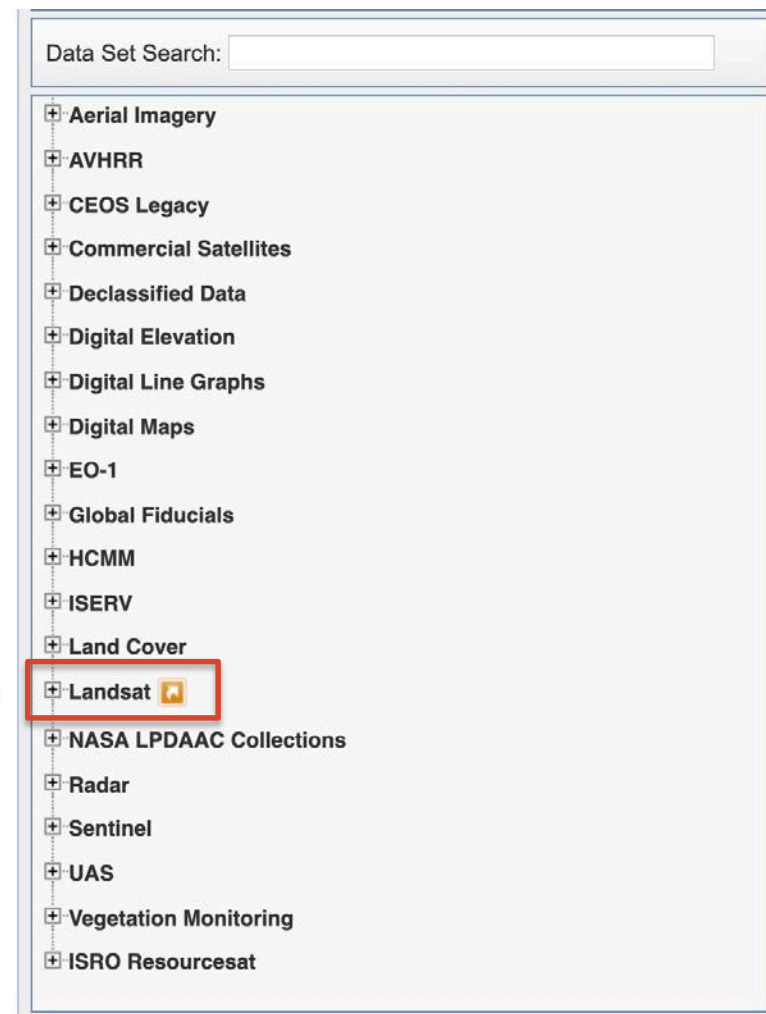 Data Set Search:
Aerial Imagery
AVHRR
CEOS Legacy
Commercial Satellites
Declassified Data
Digital Elevation
Digital Line Graphs
Digital Maps
EO-1
Global Fiducials
HCMM
ISERV
Land Cover
Landsat
NASA LPDAAC Collections
Radar
Sentinel
UAS
Vegetation Monitoring
ISRO Resourcesat